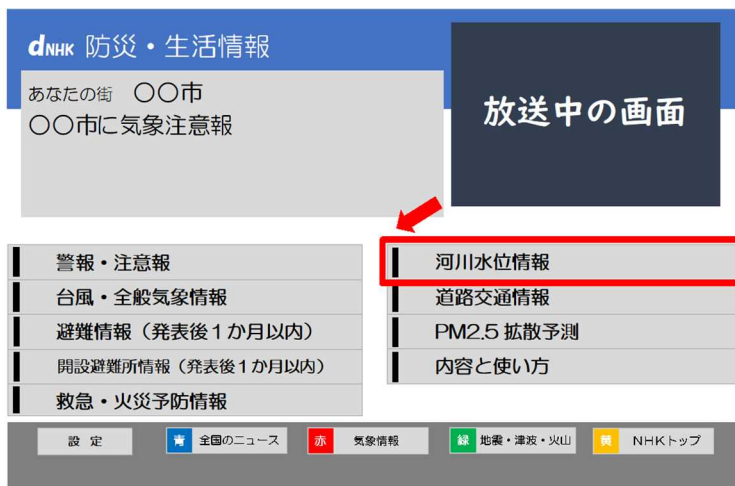 dNHK 防災・生活情報
あなたの街 〇〇市
〇〇市に気象注意報
放送中の画面
警報・注意報
台風・全般気象情報
避難情報（発表後１か月以内）
開設避難所情報（発表後１か月以内）
救急・火災予防情報
河川水位情報
道路交通情報
PM2.5 拡散予測
内容と使い方
設 定
青 全国のニュース
赤 気象情報
緑 地震・津波・火山
黄 NHKトップ